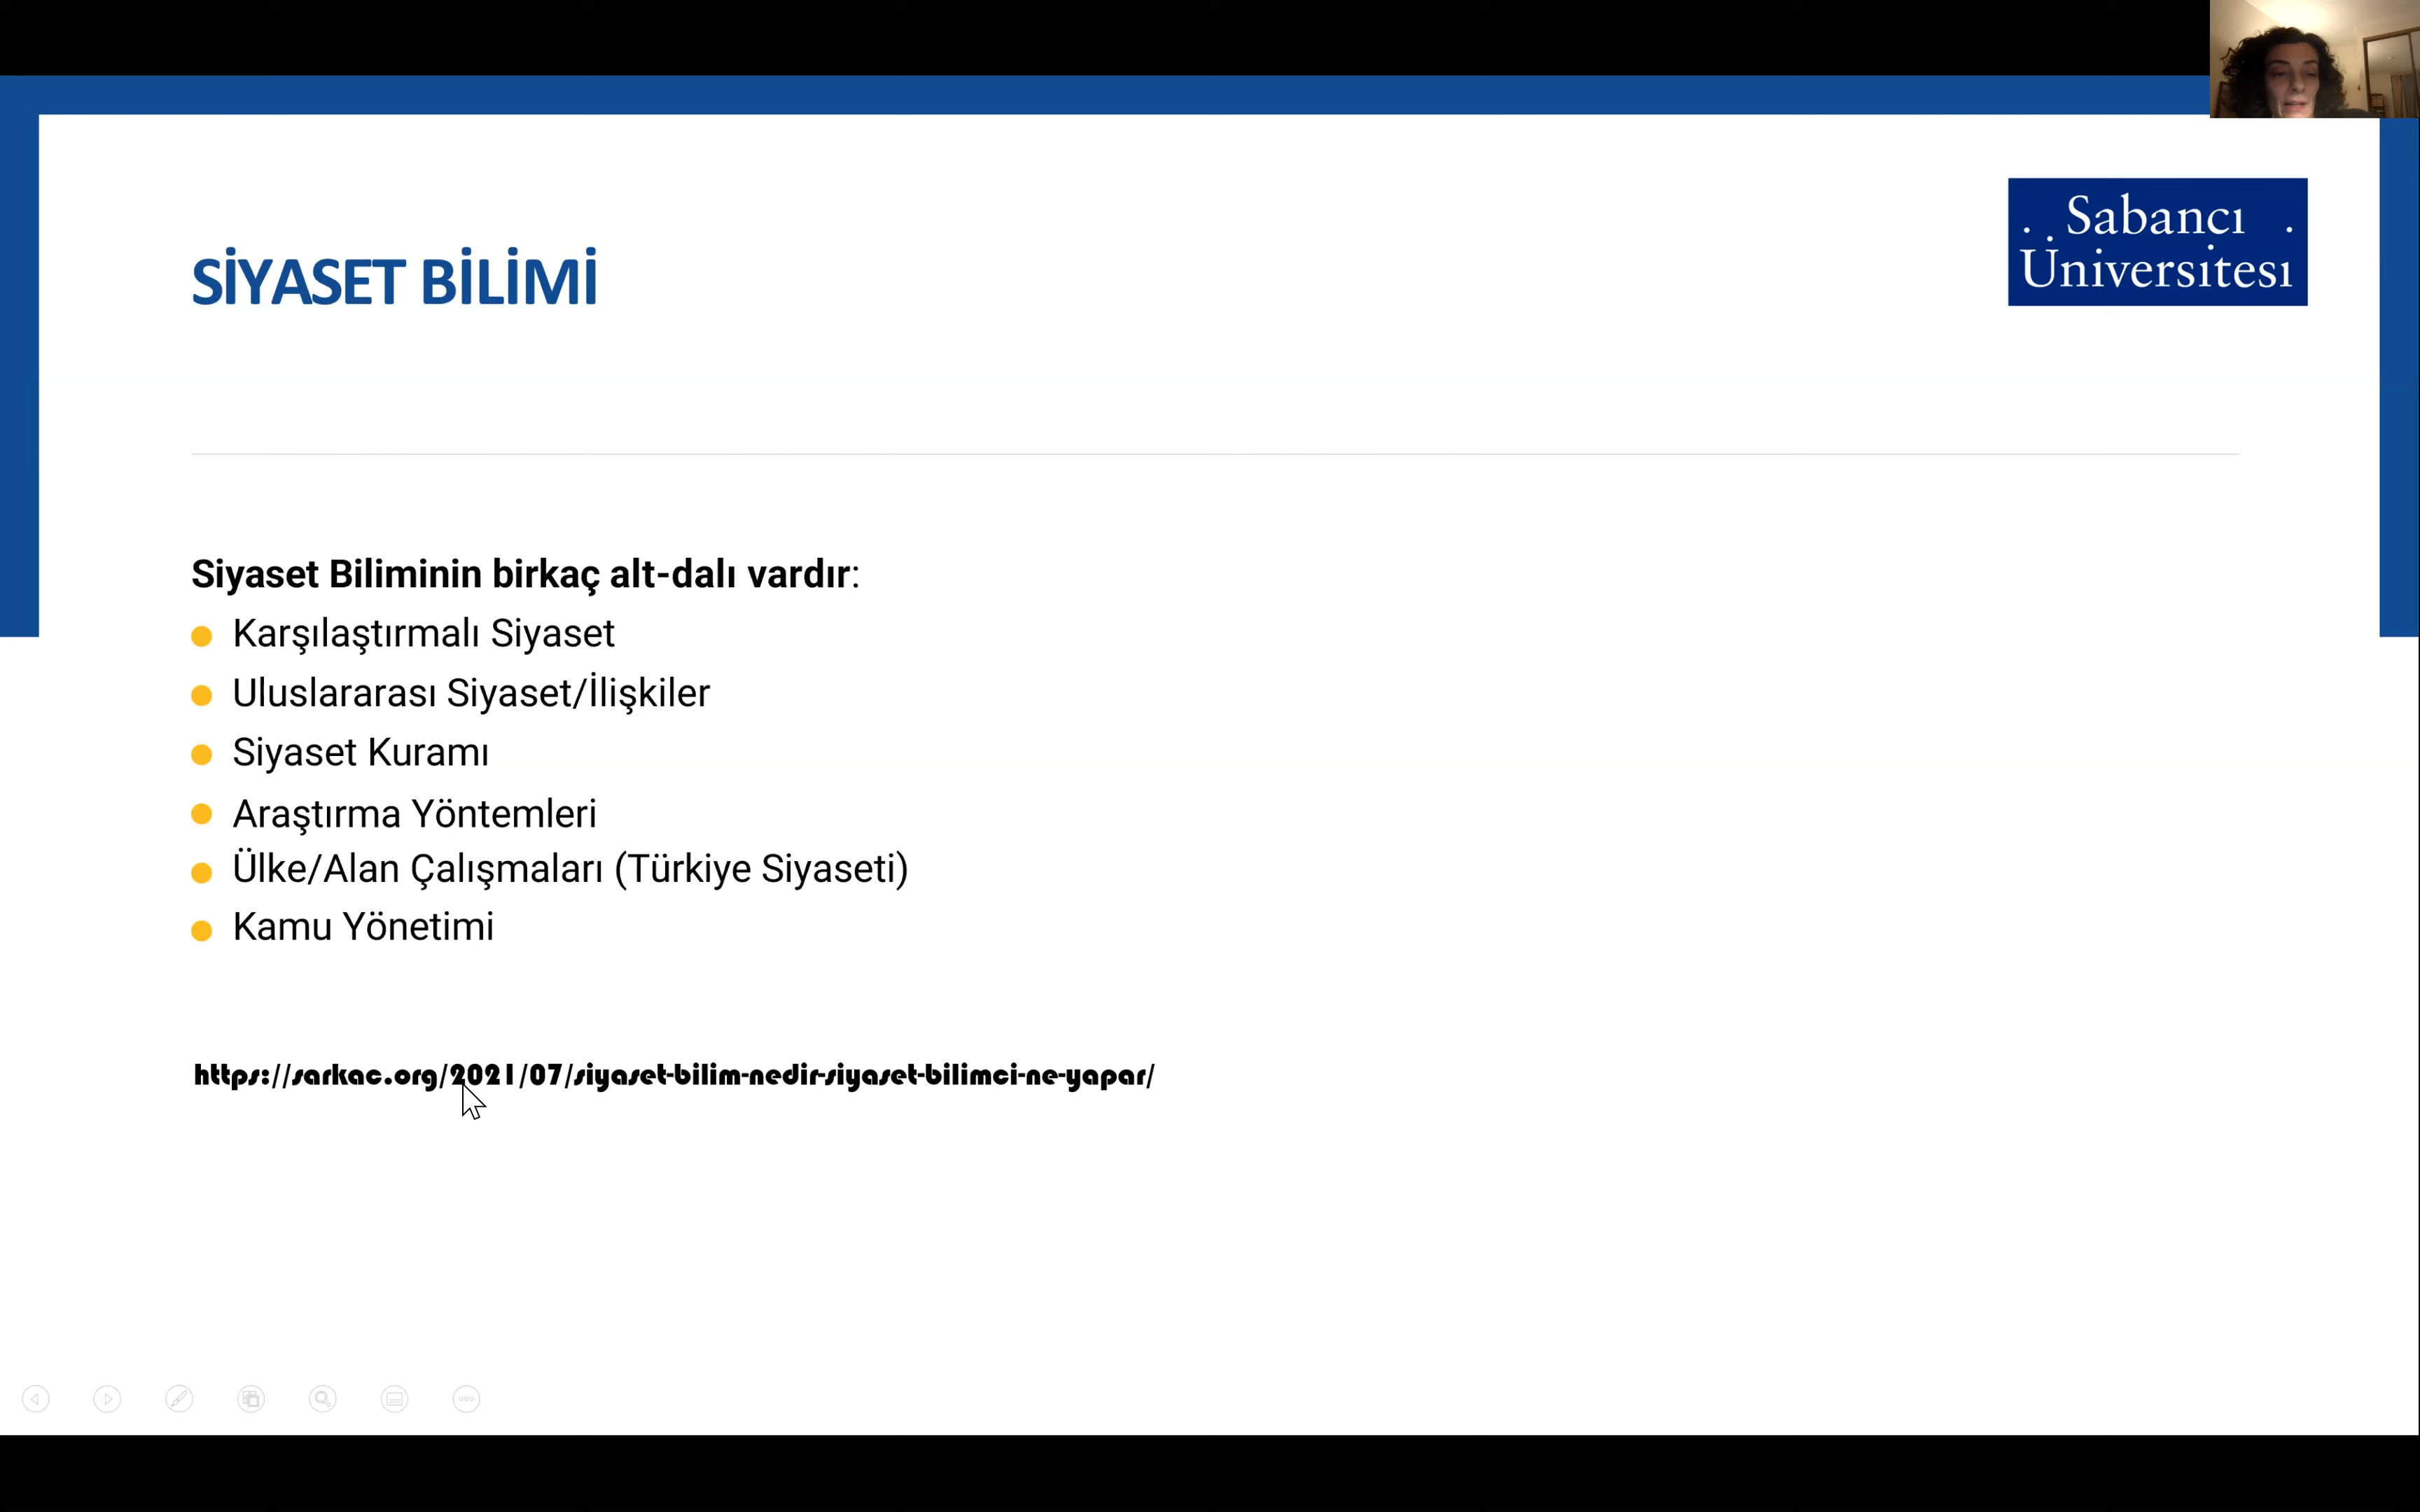 Sabancı
Üniversitesi
SİYASET BİLİMİ
Siyaset Biliminin birkaç alt-dalı vardır:
Karşılaştırmalı Siyaset
Uluslararası Siyaset/İlişkiler
Siyaset Kuramı
Araştırma Yöntemleri
Ülke/Alan Çalışmaları (Türkiye Siyaseti)
Kamu Yönetimi
https://sarkac.org/2021/07/siyaset-bilim-nedir-siyaset-bilimci-ne-yapar/